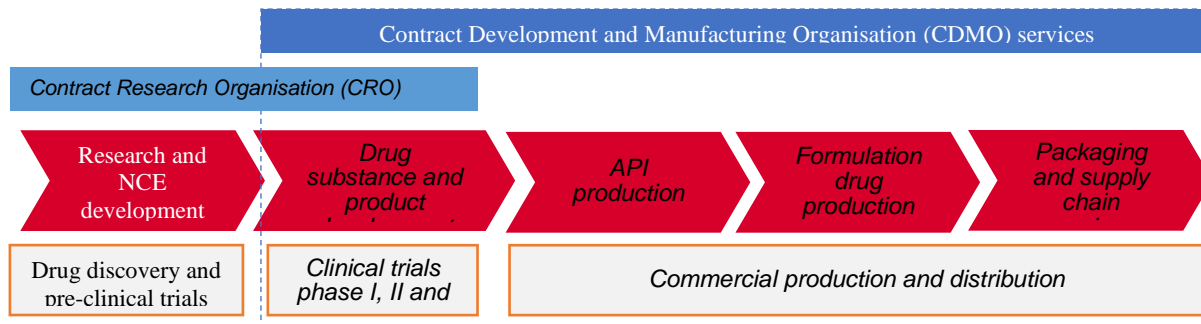 Contract Development and Manufacturing Organisation (CDMO) services
Contract Research Organisation (CRO)
Research and
NCE
development
Drug
substance and
product
API
production
Formulation
drug
production
Packaging
and supply
chain
Drug discovery and
pre-clinical trials
Clinical trials
phase I, II and
Commercial production and distribution